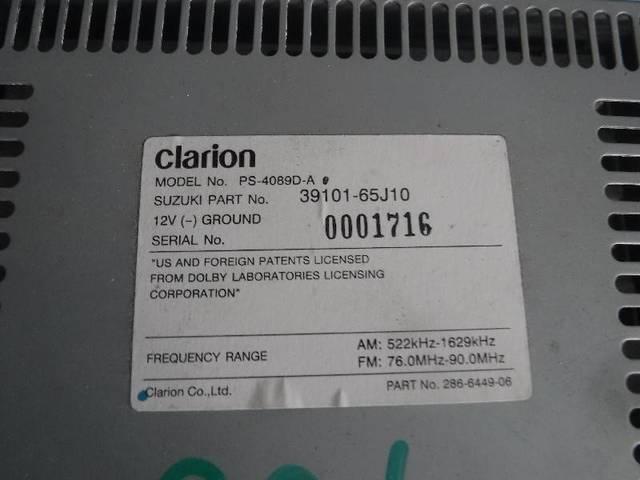 clarion
MODEL No. PS-4089D-A
SUZUKI PART No. 39101-65J10
12V (-) GROUND
SERIAL No. 0001716
"US AND FOREIGN PATENTS LICENSED
FROM DOLBY LABORATORIES LICENSING
CORPORATION"
FREQUENCY RANGE
AM: 522kHz-1629kHz
FM: 76.0MHz-90.0MHz
Clarion Co.,Ltd.
PART No. 286-6449-06